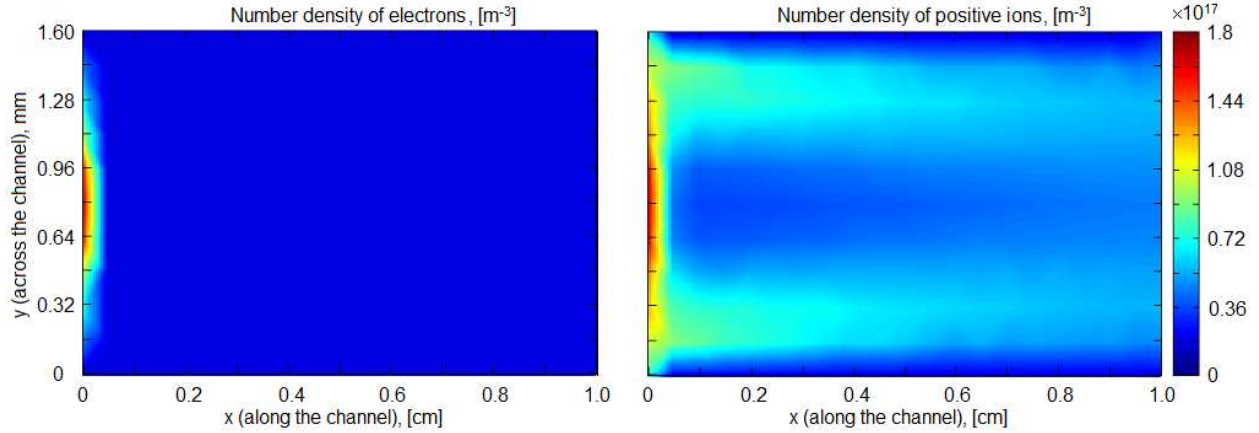 Number density of electrons, [m-3]
Number density of positive ions, [m-3]
×10¹⁷
1.60
1.28
0.96
0.64
0.32
0
y (across the channel), mm
0 0.2 0.4 0.6 0.8 1.0
x (along the channel), [cm]
0 0.2 0.4 0.6 0.8 1.0
x (along the channel), [cm]
1.8
1.44
1.08
0.72
0.36
0